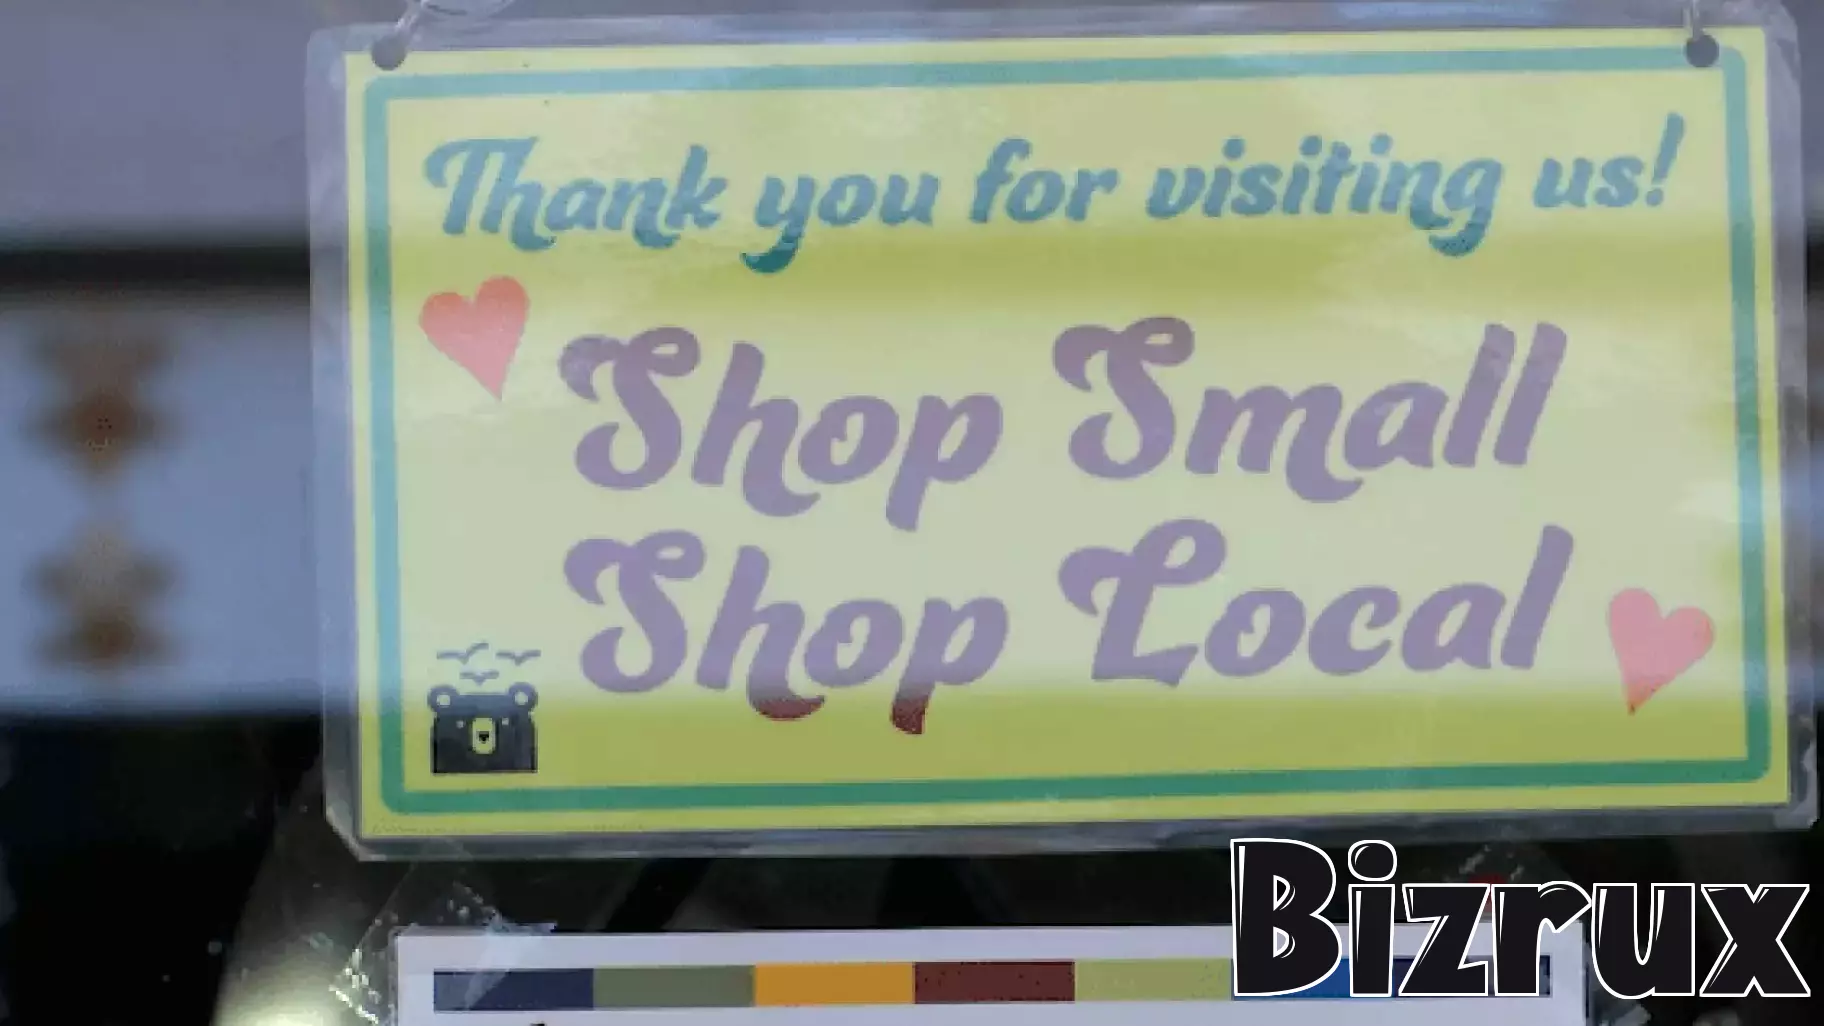 Thank you for visiting us!
Shop Small
Shop Local
Bizrux